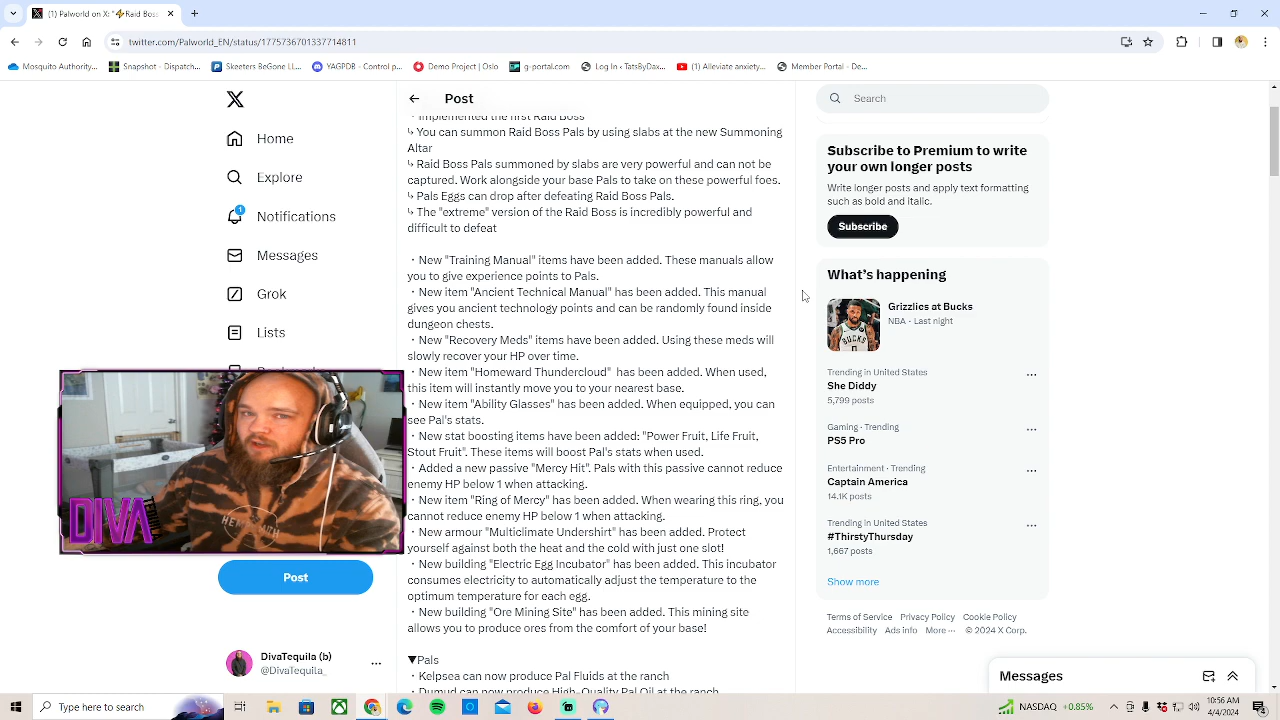 (1) Palworld on X: "⚡Raid Boss
twitter.com/Palworld_EN/status/1775736701337714811
Mosquito Authority...
Snapshot - Dispatch...
Skeeters BeGone LL...
YAGPDB - Control p...
Demo Project | Osio
g-portal.com
Log In ‹ TatsByDax...
(1) Alleviate anxiety...
Member Portal - De...
Home
Explore
1
Notifications
Messages
Grok
Lists
DIVA
Post
DivaTequila (b)
@DivaTequila_
Post
・Implemented the first Raid Boss
↳ You can summon Raid Boss Pals by using slabs at the new Summoning
Altar
↳ Raid Boss Pals summoned by slabs are very powerful and can not be
captured. Work alongside your base Pals to take on these powerful foes.
↳ Pals Eggs can drop after defeating Raid Boss Pals.
↳ The "extreme" version of the Raid Boss is incredibly powerful and
difficult to defeat
・New "Training Manual" items have been added. These manuals allow
you to give experience points to Pals.
・New item "Ancient Technical Manual" has been added. This manual
gives you ancient technology points and can be randomly found inside
dungeon chests.
・New "Recovery Meds" items have been added. Using these meds will
slowly recover your HP over time.
・New item "Homeward Thundercloud" has been added. When used,
this item will instantly move you to your nearest base.
・New item "Ability Glasses" has been added. When equipped, you can
see Pal's stats.
・New stat boosting items have been added: "Power Fruit, Life Fruit,
Stout Fruit". These items will boost Pal's stats when used.
・Added a new passive "Mercy Hit". Pals with this passive cannot reduce
enemy HP below 1 when attacking.
・New item "Ring of Mercy" has been added. When wearing this ring, you
cannot reduce enemy HP below 1 when attacking.
・New armour "Multiclimate Undershirt" has been added. Protect
yourself against both the heat and the cold with just one slot!
・New building "Electric Egg Incubator" has been added. This incubator
consumes electricity to automatically adjust the temperature to the
optimum temperature for each egg.
・New building "Ore Mining Site" has been added. This mining site
allows you to produce ores from the comfort of your base!
▼Pals
・Kelpsea can now produce Pal Fluids at the ranch
・Dumud can now produce High-Quality Pal Oil at the ranch
Search
Subscribe to Premium to write
your own longer posts
Write longer posts and apply text formatting
such as bold and italic.
Subscribe
What's happening
Grizzlies at Bucks
NBA · Last night
Trending in United States
She Diddy
5,799 posts
Gaming · Trending
PS5 Pro
Entertainment · Trending
Captain America
14.1K posts
Trending in United States
#ThirstyThursday
1,667 posts
Show more
Terms of Service Privacy Policy Cookie Policy
Accessibility Ads info More ··· © 2024 X Corp.
Messages
Type here to search
NASDAQ +0.85%
10:56 AM
4/4/2024